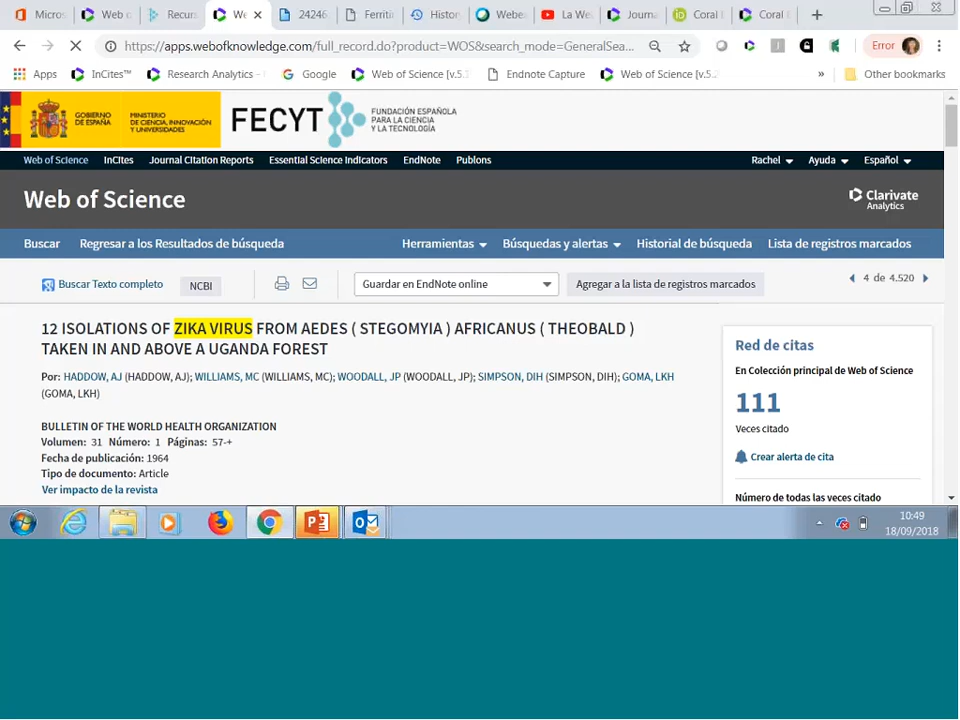 Micros
Web o
Recurs
We
24246
Ferriti
Histor
Webe
La We
Journa
Coral
Coral
https://apps.webofknowledge.com/full_record.do?product=WOS&search_mode=GeneralSea...
Error
Apps
InCites™
Research Analytics -
Google
Web of Science [v.5.
Endnote Capture
Web of Science [v.5.
»
Other bookmarks
GOBIERNO DE ESPAÑA
MINISTERIO DE CIENCIA, INNOVACIÓN Y UNIVERSIDADES
FECYT
FUNDACIÓN ESPAÑOLA
PARA LA CIENCIA
Y LA TECNOLOGÍA
Web of Science InCites Journal Citation Reports Essential Science Indicators EndNote Publons Rachel Ayuda Español
Web of Science
Clarivate
Analytics
Buscar Regresar a los Resultados de búsqueda Herramientas Búsquedas y alertas Historial de búsqueda Lista de registros marcados
Buscar Texto completo NCBI Guardar en EndNote online Agregar a la lista de registros marcados 4 de 4.520
12 ISOLATIONS OF ZIKA VIRUS FROM AEDES ( STEGOMYIA ) AFRICANUS ( THEOBALD )
TAKEN IN AND ABOVE A UGANDA FOREST
Por: HADDOW, AJ (HADDOW, AJ); WILLIAMS, MC (WILLIAMS, MC); WOODALL, JP (WOODALL, JP); SIMPSON, DIH (SIMPSON, DIH); GOMA, LKH
(GOMA, LKH)
BULLETIN OF THE WORLD HEALTH ORGANIZATION
Volumen: 31 Número: 1 Páginas: 57-+
Fecha de publicación: 1964
Tipo de documento: Article
Ver impacto de la revista
Red de citas
En Colección principal de Web of Science
111
Veces citado
Crear alerta de cita
Número de todas las veces citado
10:49
18/09/2018